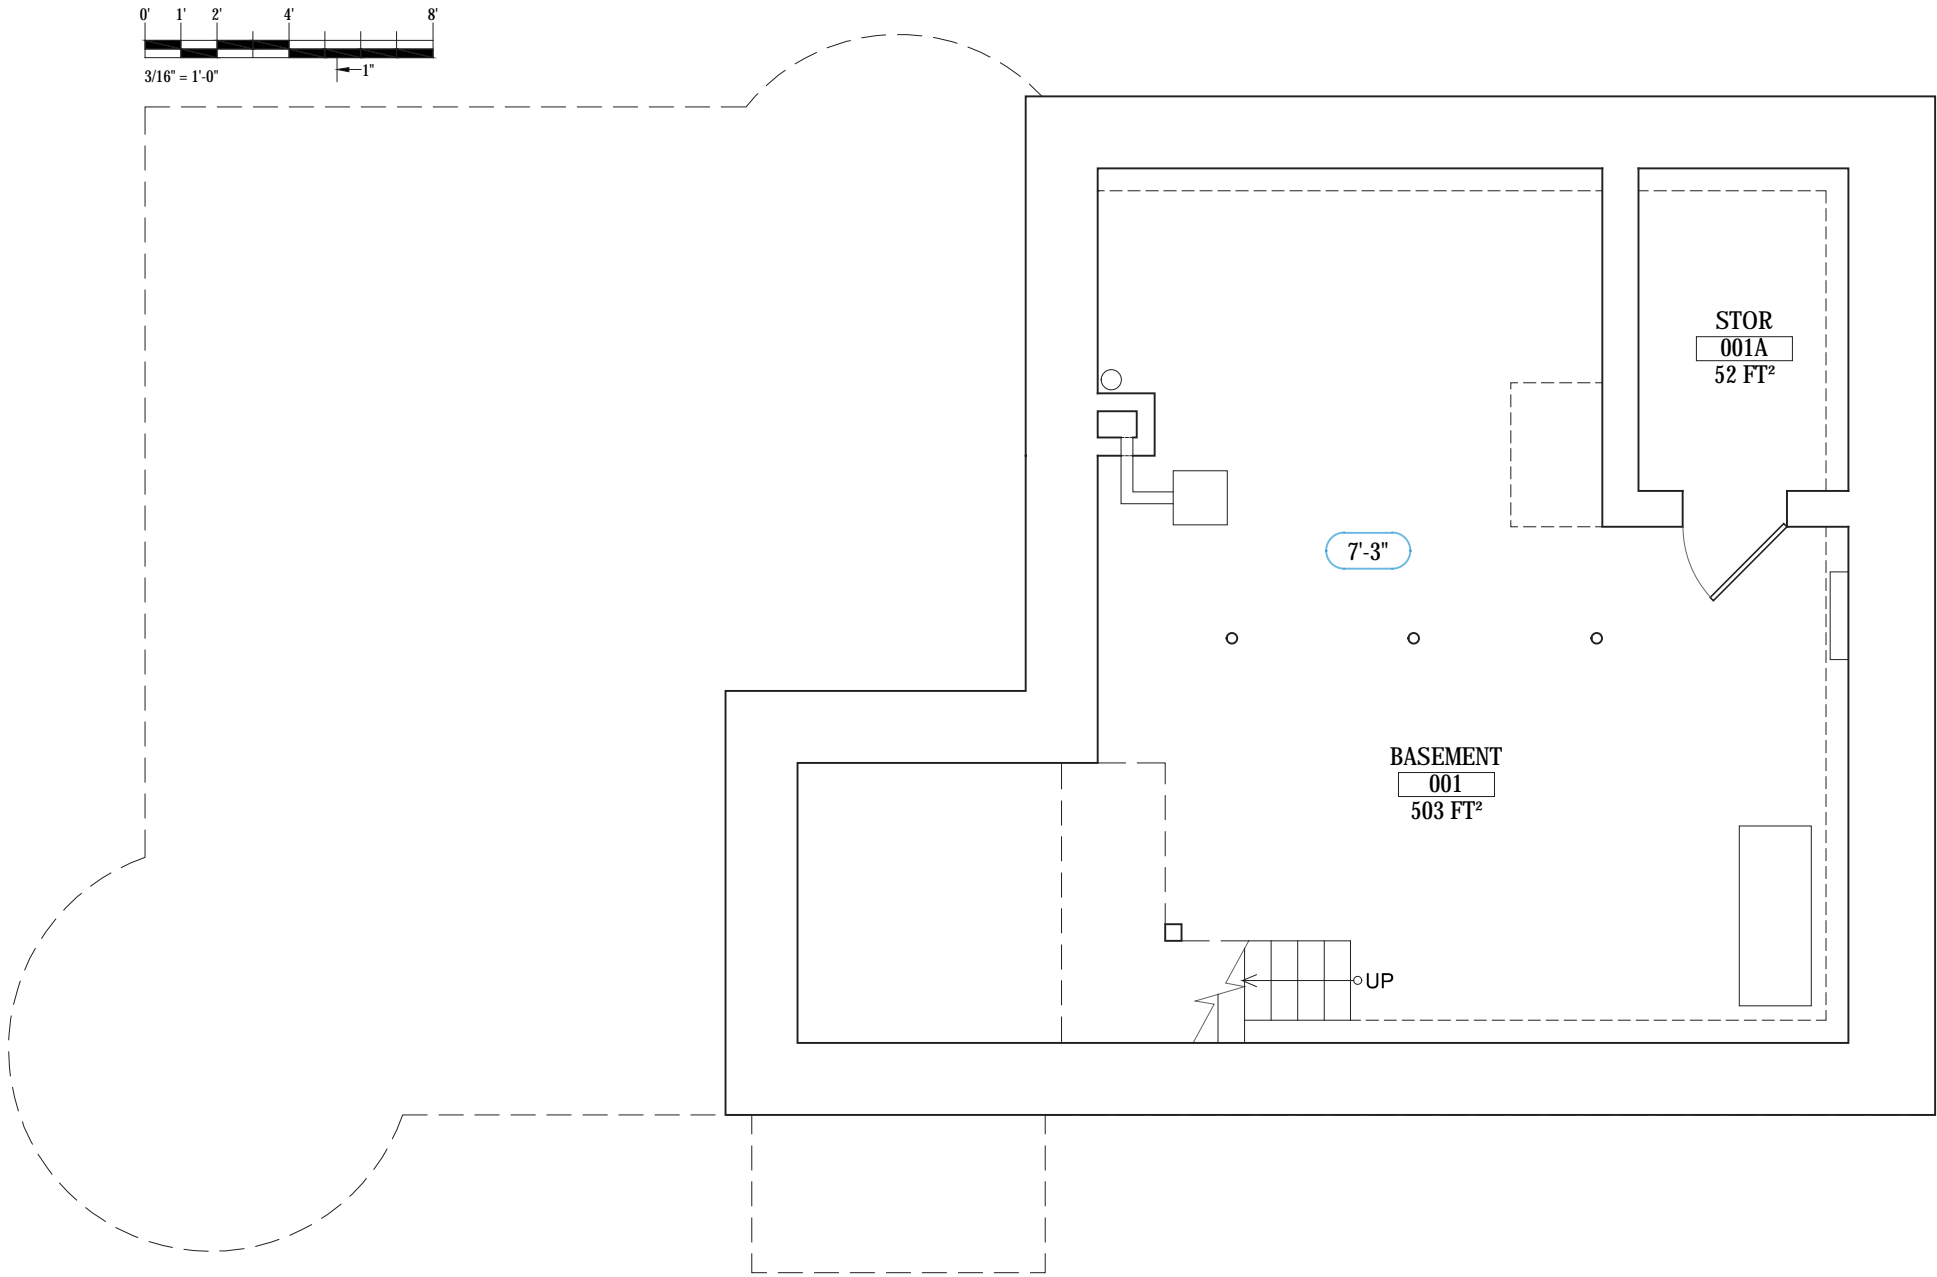 0' 1' 2' 4' 8'
3/16" = 1'-0"
1"
STOR
001A
52 FT²
7'-3"
BASEMENT
001
503 FT²
UP